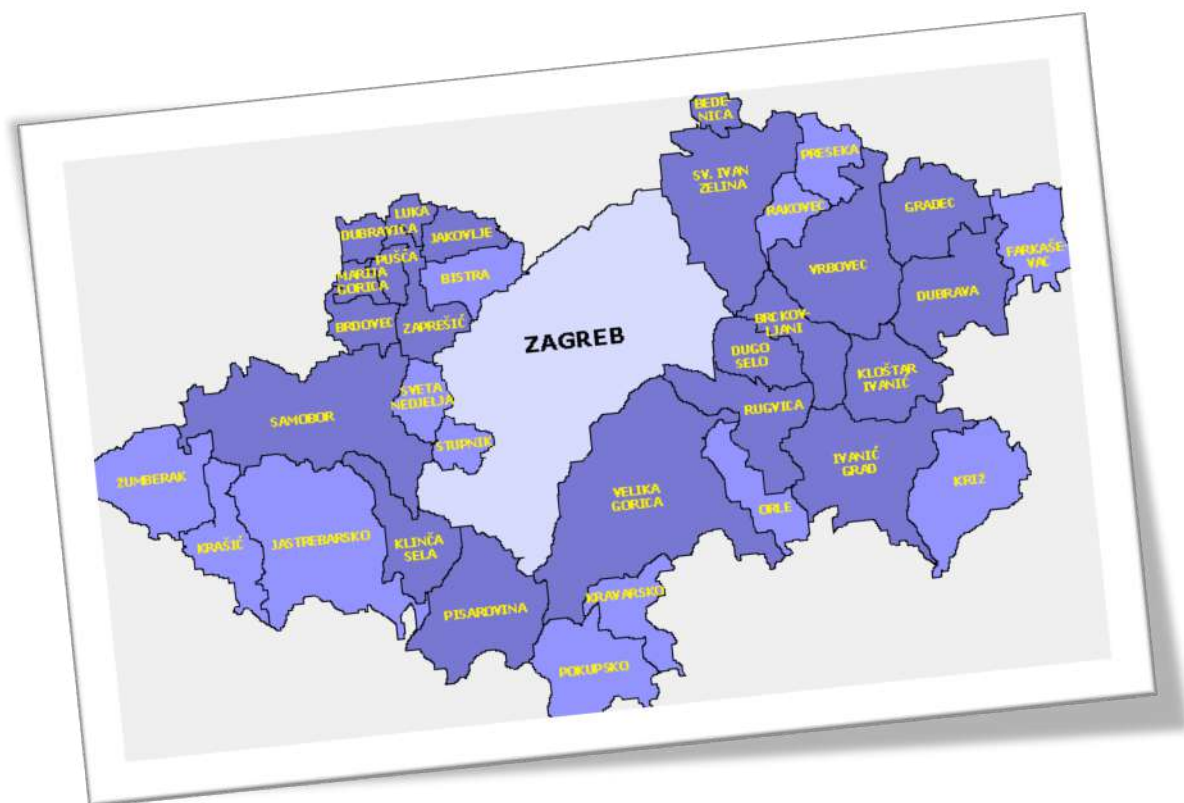 BEDE-
NICA
PRESEKA
SV. IVAN
ZELINA
RAKOVEC
GRADEC
FARKAŠE-
VAC
LUKA
DUBRAVICA
JAKOVLJE
PUŠĆA
MARIJA
GORICA
BISTRA
VRBOVEC
DUBRAVA
BRDOVEC
ZAPREŠIĆ
ZAGREB
BRCKOV-
LJANI
DUGO
SELO
KLOŠTAR
IVANIĆ
SVETA
NEDJELJA
SAMOBOR
RUGVICA
STUPNIK
IVANIĆ
GRAD
KRIŽ
ŽUMBERAK
VELIKA
GORICA
ORLE
KRAŠIĆ
JASTREBARSKO
KLINČA
SELA
KRAVARSKO
PISAROVINA
POKUPSKO